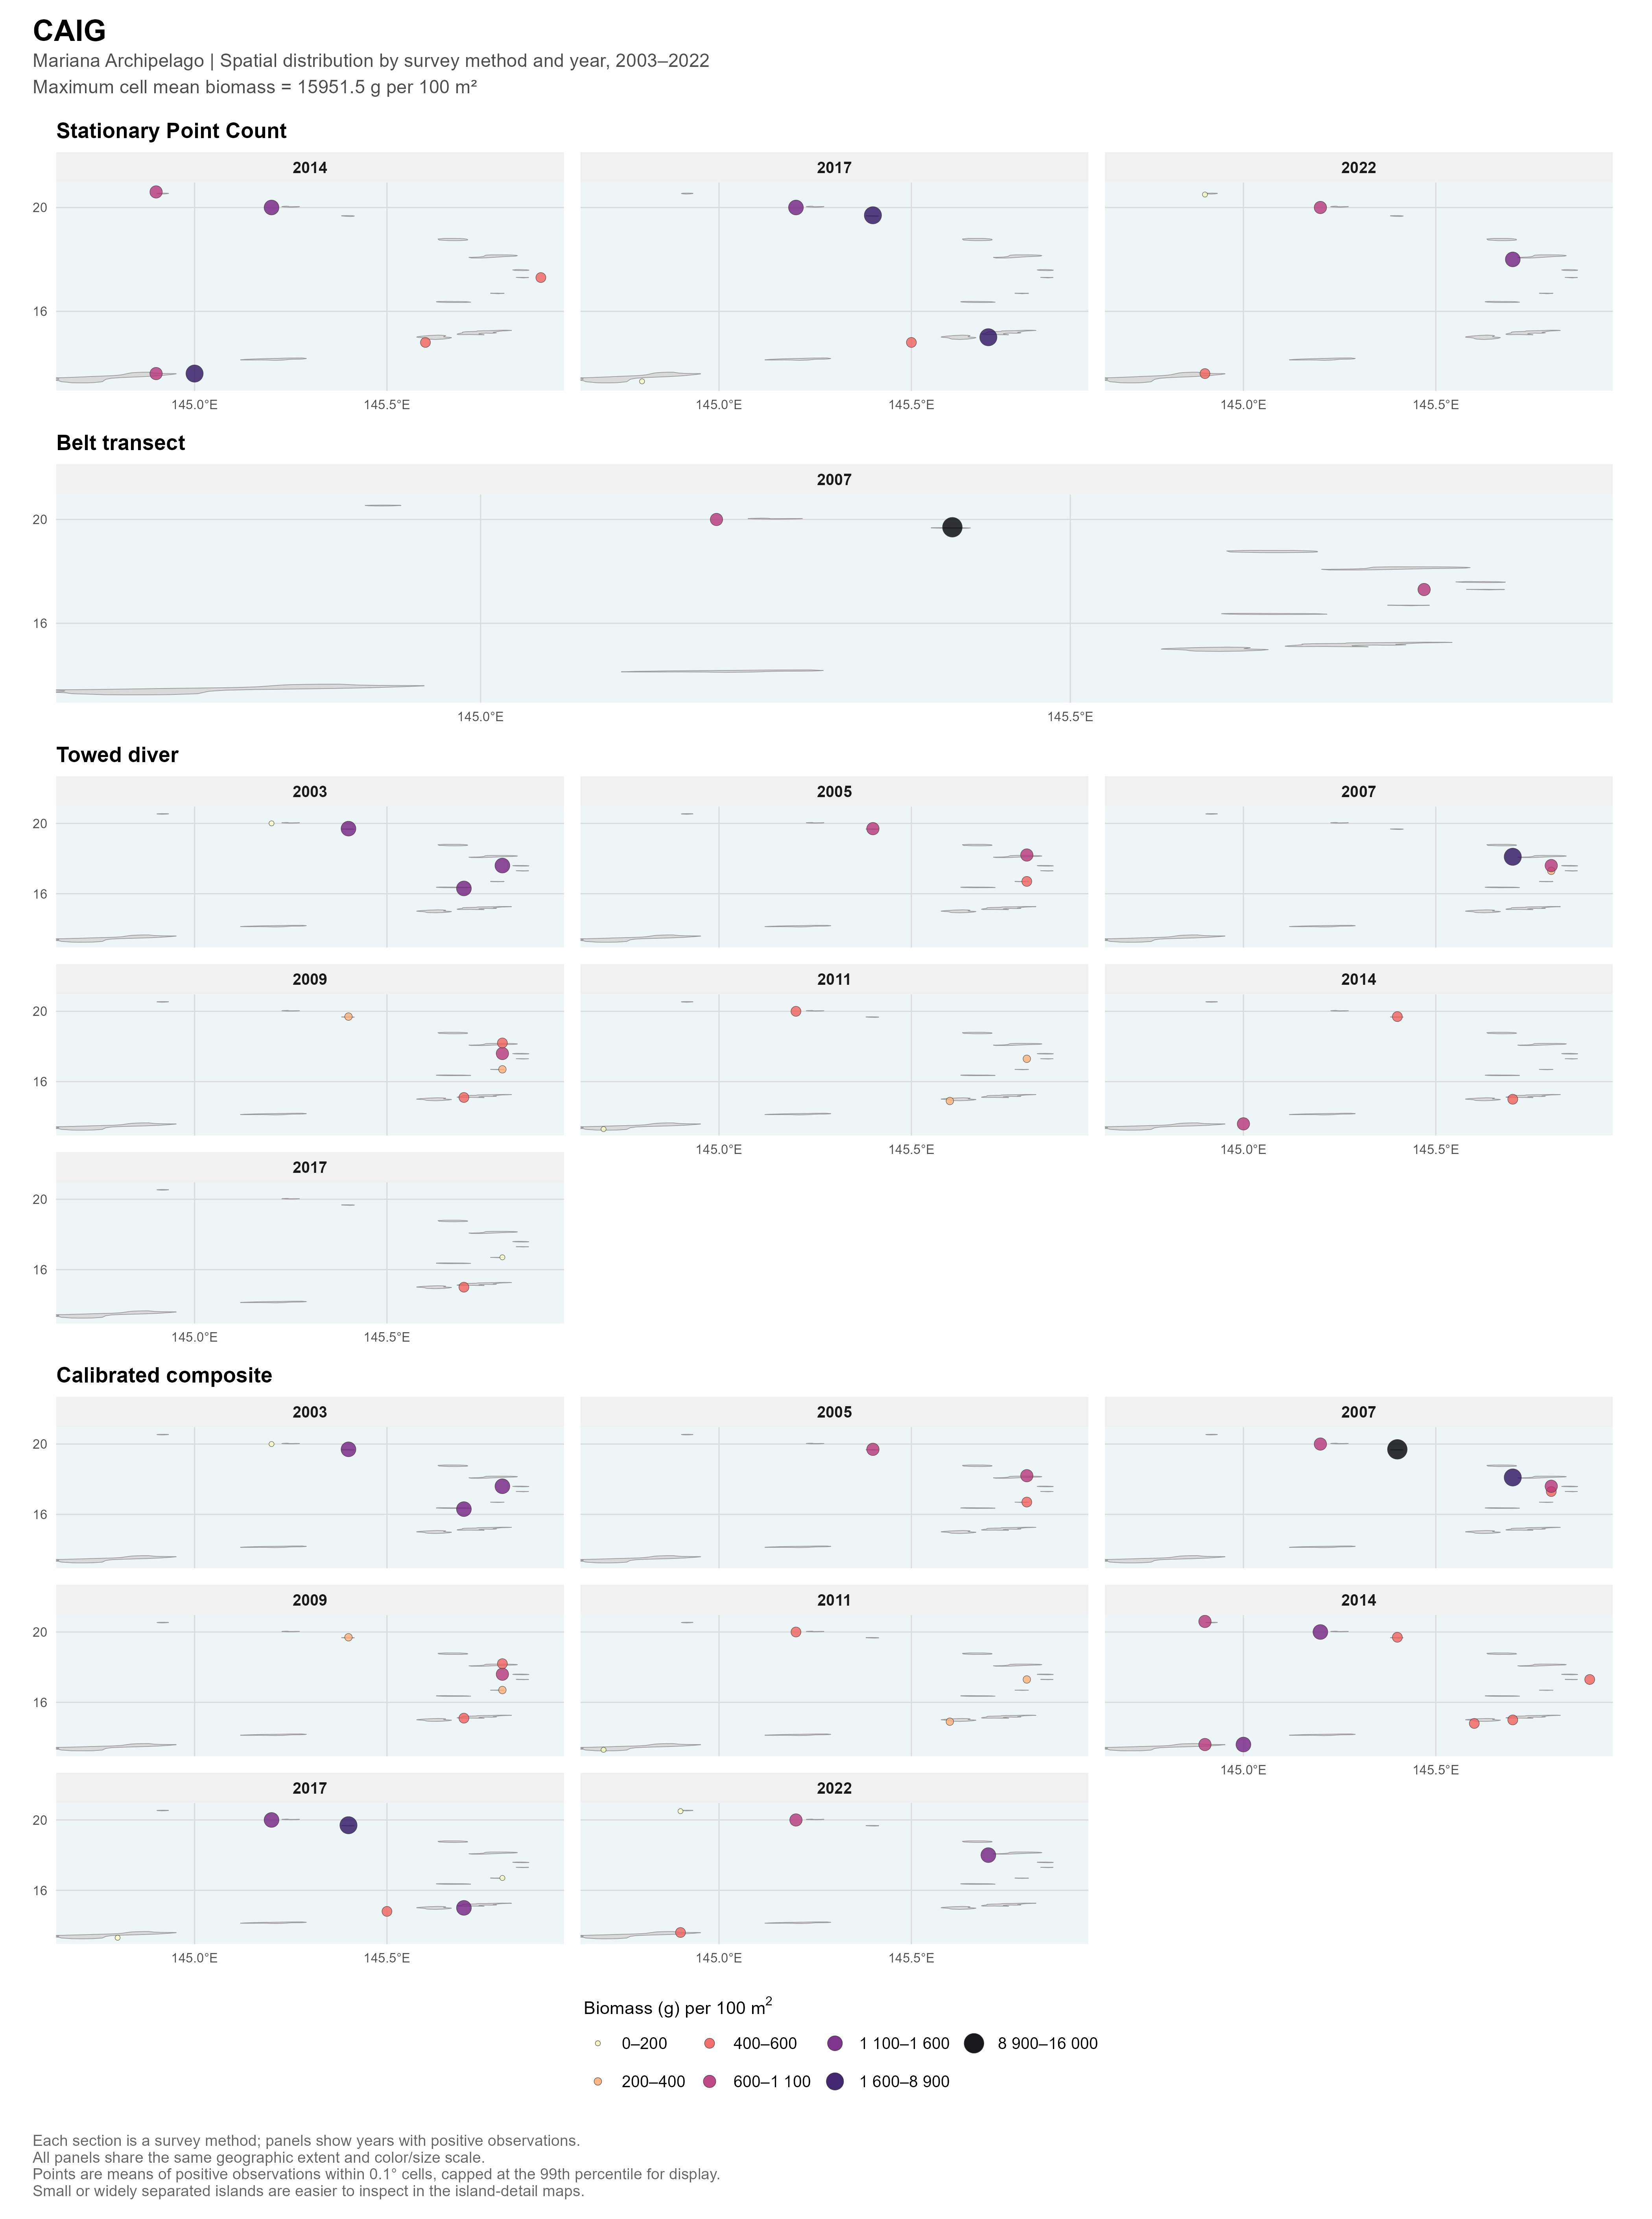 CAIG
Mariana Archipelago | Spatial distribution by survey method and year, 2003–2022
Maximum cell mean biomass = 15951.5 g per 100 m²
Stationary Point Count
2014 2017 2022
20
16
145.0°E 145.5°E 145.0°E 145.5°E 145.0°E 145.5°E
Belt transect
2007
20
16
145.0°E 145.5°E
Towed diver
2003 2005 2007
20
16
2009 2011 2014
20
16
145.0°E 145.5°E 145.0°E 145.5°E
2017
20
16
145.0°E 145.5°E
Calibrated composite
2003 2005 2007
20
16
2009 2011 2014
20
16
145.0°E 145.5°E
2017 2022
20
16
145.0°E 145.5°E 145.0°E 145.5°E
Biomass (g) per 100 m²
0–200 400–600 1 100–1 600 8 900–16 000
200–400 600–1 100 1 600–8 900
Each section is a survey method; panels show years with positive observations.
All panels share the same geographic extent and color/size scale.
Points are means of positive observations within 0.1° cells, capped at the 99th percentile for display.
Small or widely separated islands are easier to inspect in the island-detail maps.